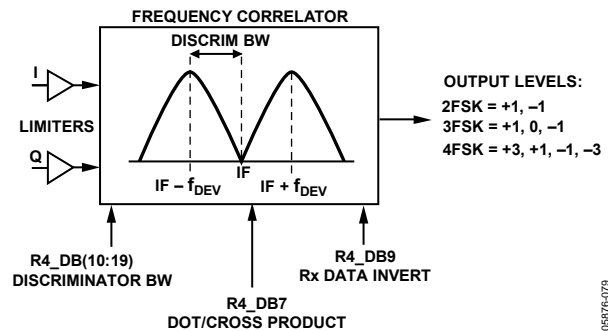 FREQUENCY CORRELATOR
DISCRIM BW
I
LIMITERS
Q
IF
IF – fDEV
IF + fDEV
OUTPUT LEVELS:
2FSK = +1, –1
3FSK = +1, 0, –1
4FSK = +3, +1, –1, –3
R4_DB(10:19)
DISCRIMINATOR BW
R4_DB7
DOT/CROSS PRODUCT
R4_DB9
Rx DATA INVERT
05876-079